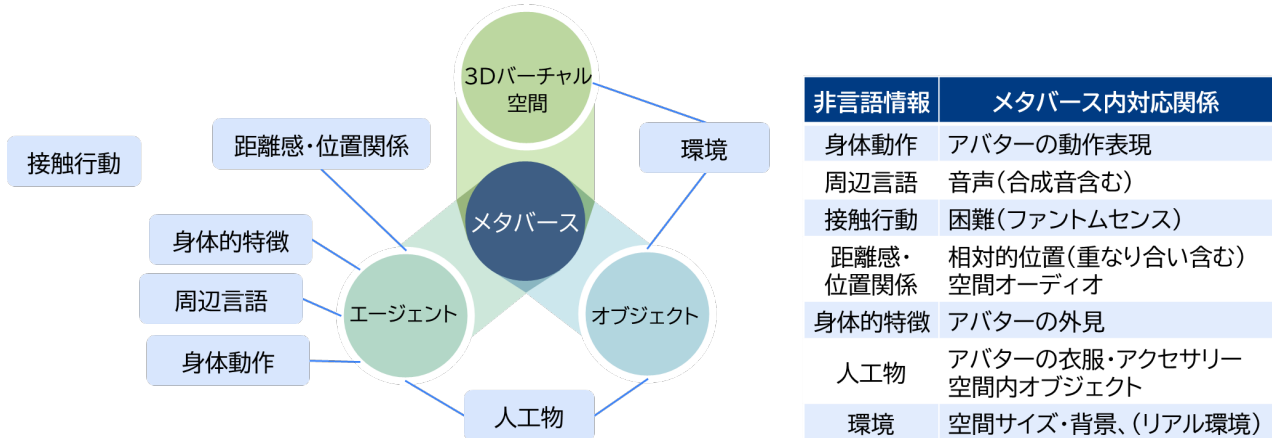 3Dバーチャル
空間
距離感・位置関係
環境
接触行動
メタバース
身体的特徴
周辺言語
エージェント
オブジェクト
身体動作
人工物
非言語情報 メタバース内対応関係
身体動作 アバターの動作表現
周辺言語 音声(合成音含む)
接触行動 困難(ファントムセンス)
距離感・ 相対的位置(重なり合い含む)
位置関係 空間オーディオ
身体的特徴 アバターの外見
人工物 アバターの衣服・アクセサリー
空間内オブジェクト
環境 空間サイズ・背景、(リアル環境)